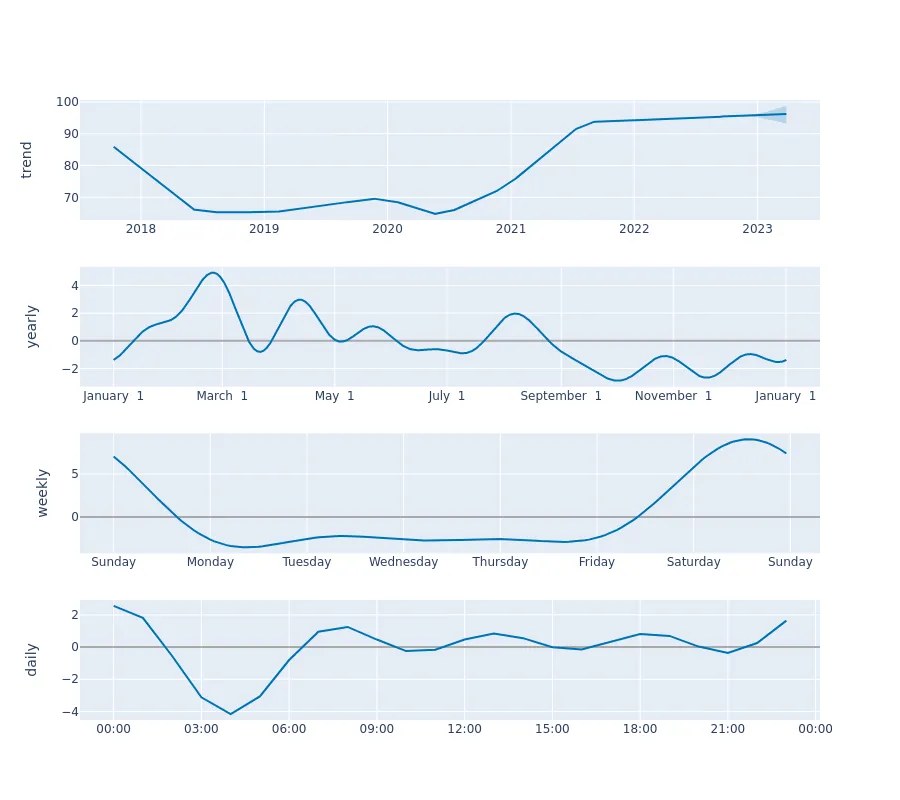 trend
100
90
80
70
2018 2019 2020 2021 2022 2023
yearly
4
2
0
−2
January 1 March 1 May 1 July 1 September 1 November 1 January 1
weekly
5
0
Sunday Monday Tuesday Wednesday Thursday Friday Saturday Sunday
daily
2
0
−2
−4
00:00 03:00 06:00 09:00 12:00 15:00 18:00 21:00 00:00